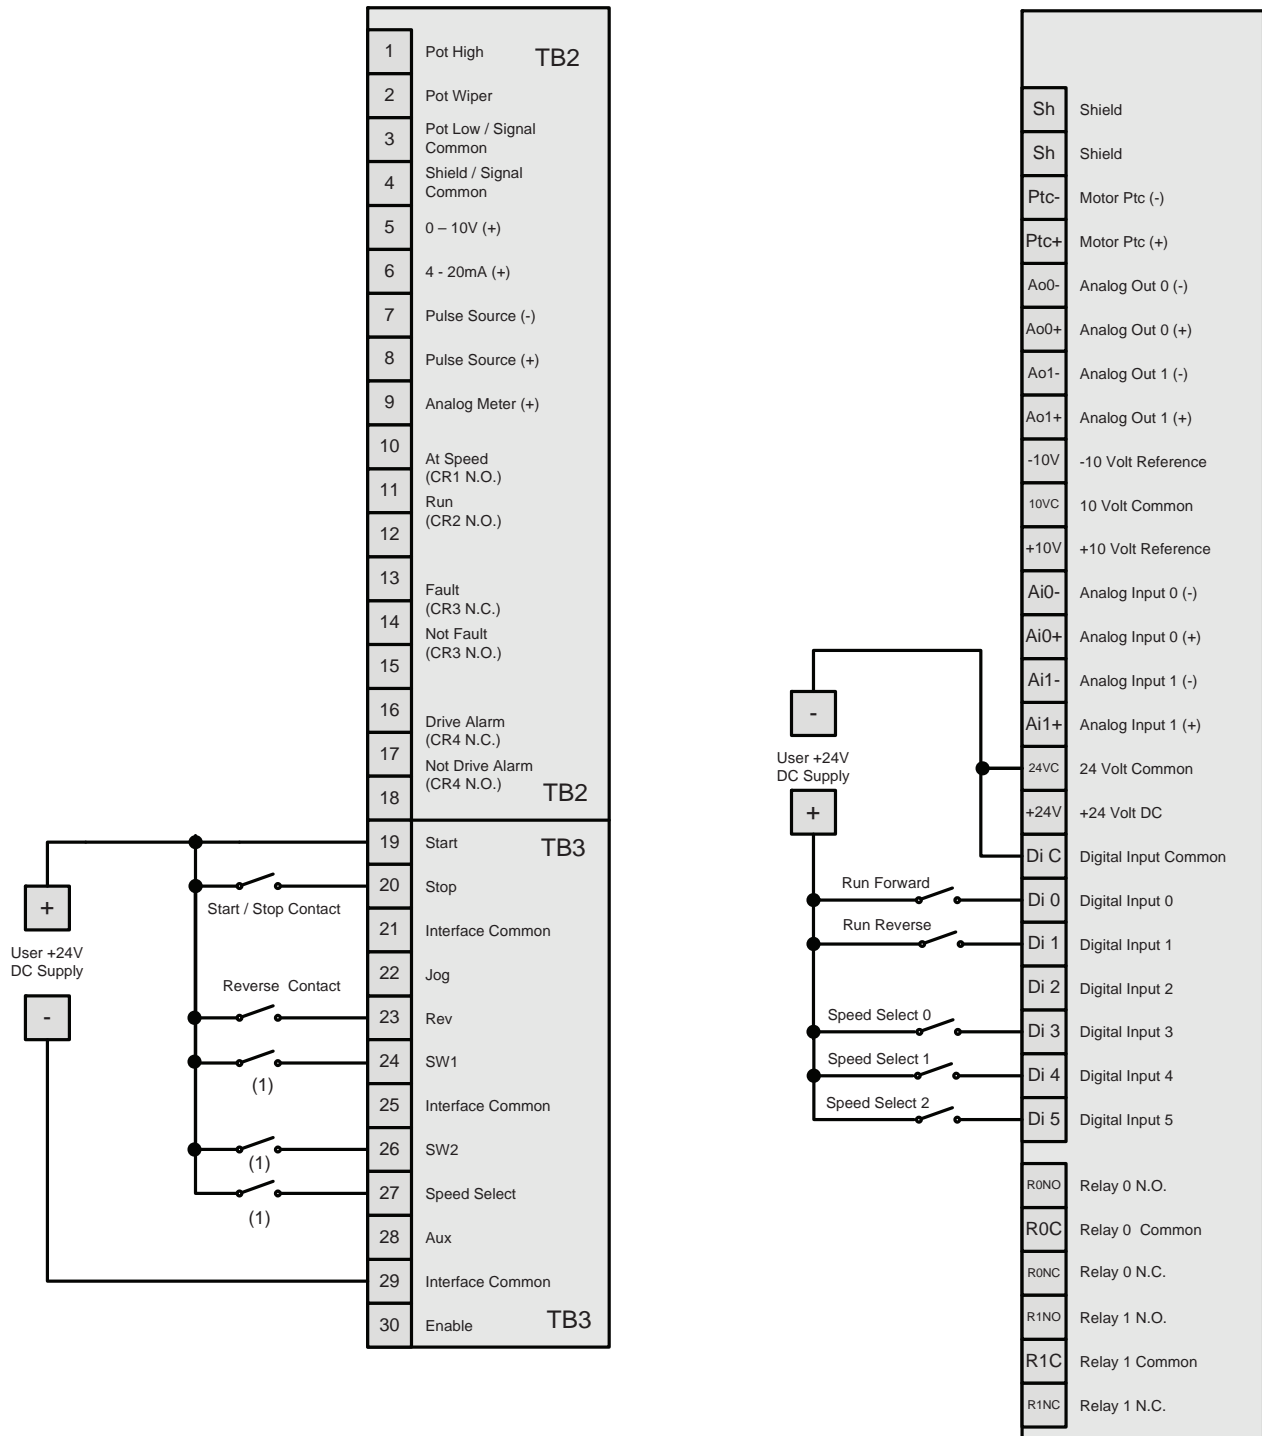 1 Pot High TB2
2 Pot Wiper
3 Pot Low / Signal
Common
4 Shield / Signal
Common
5 0 – 10V (+)
6 4 - 20mA (+)
7 Pulse Source (-)
8 Pulse Source (+)
9 Analog Meter (+)
10
At Speed
(CR1 N.O.)
11
Run
(CR2 N.O.)
12
13
Fault
(CR3 N.C.)
14
Not Fault
(CR3 N.O.)
15
16
Drive Alarm
(CR4 N.C.)
17
Not Drive Alarm
(CR4 N.O.)
18
TB2
19 Start TB3
20 Stop
21 Interface Common
22 Jog
23 Rev
24 SW1
25 Interface Common
26 SW2
27 Speed Select
28 Aux
29 Interface Common
30 Enable TB3
+
User +24V
DC Supply
-
Start / Stop Contact
Reverse Contact
(1)
(1)
(1)
Sh Shield
Sh Shield
Ptc- Motor Ptc (-)
Ptc+ Motor Ptc (+)
Ao0- Analog Out 0 (-)
Ao0+ Analog Out 0 (+)
Ao1- Analog Out 1 (-)
Ao1+ Analog Out 1 (+)
-10V -10 Volt Reference
10VC 10 Volt Common
+10V +10 Volt Reference
Ai0- Analog Input 0 (-)
Ai0+ Analog Input 0 (+)
Ai1- Analog Input 1 (-)
Ai1+ Analog Input 1 (+)
24VC 24 Volt Common
+24V +24 Volt DC
Di C Digital Input Common
Di 0 Digital Input 0
Di 1 Digital Input 1
Di 2 Digital Input 2
Di 3 Digital Input 3
Di 4 Digital Input 4
Di 5 Digital Input 5
R0NO Relay 0 N.O.
R0C Relay 0 Common
R0NC Relay 0 N.C.
R1NO Relay 1 N.O.
R1C Relay 1 Common
R1NC Relay 1 N.C.
-
User +24V
DC Supply
+
Run Forward
Run Reverse
Speed Select 0
Speed Select 1
Speed Select 2